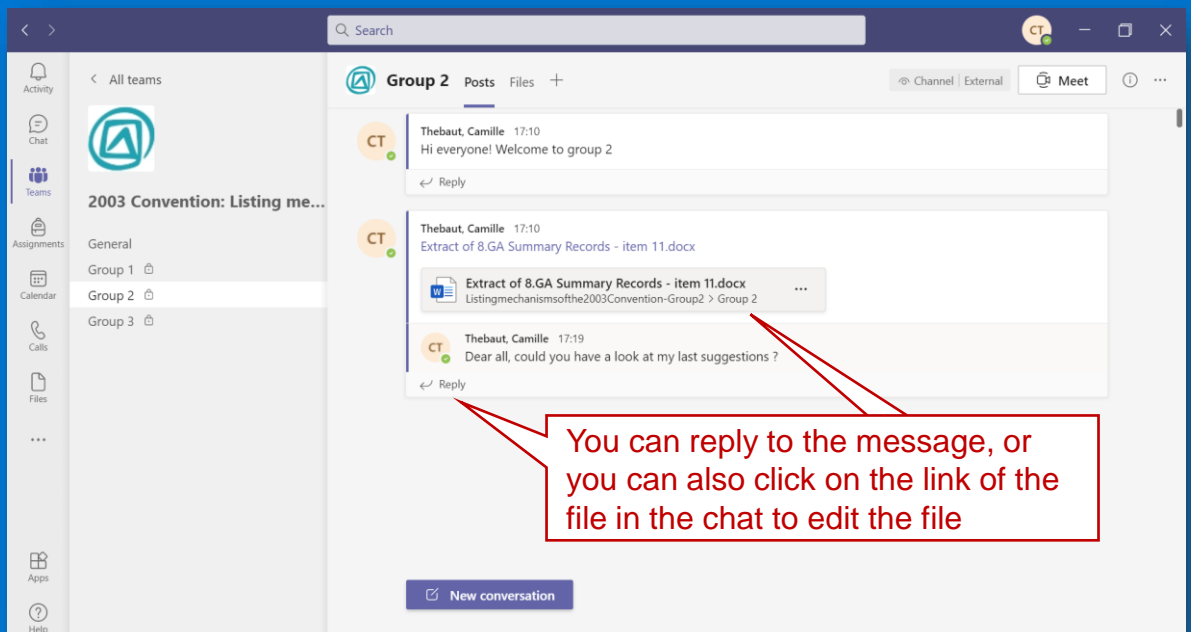 Search
CT
Activity
Chat
Teams
Assignments
Calendar
Calls
Files
Apps
Help
All teams
2003 Convention: Listing me...
General
Group 1
Group 2
Group 3
Group 2 Posts Files
Channel External
Meet
CT
Thebaut, Camille 17:10
Hi everyone! Welcome to group 2
Reply
CT
Thebaut, Camille 17:10
Extract of 8.GA Summary Records - item 11.docx
Extract of 8.GA Summary Records - item 11.docx
Listingmechanismsofthe2003Convention-Group2 > Group 2
CT
Thebaut, Camille 17:19
Dear all, could you have a look at my last suggestions ?
Reply
You can reply to the message, or
you can also click on the link of the
file in the chat to edit the file
New conversation